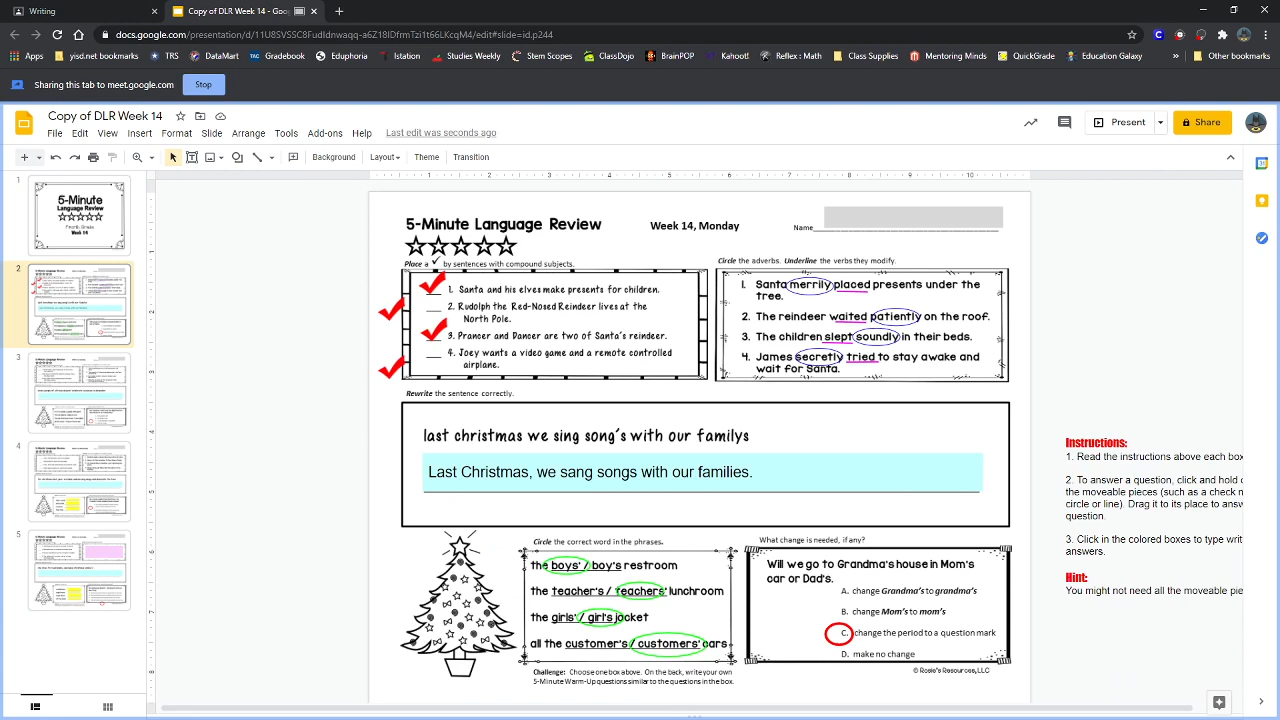 Writing
Copy of DLR Week 14 - Goo
docs.google.com/presentation/d/11U8SVSSC8FudIdnwaqq-a6Z18IDfrmTzi1t66LKcqM4/edit#slide=id.p244
Apps
TRS
DataMart
Gradebook
Euphoria
Istation
Studies Weekly
Stem Scopes
ClassDojo
BrainPOP
Kahoot!
Reflex : Math
Class Supplies
Mentoring Minds
Google Education
Other bookmarks
Sharing this tab to meet.google.com
Stop
Copy of DLR Week 14
File Edit View Insert Format Slide Arrange Tools Add-ons Help Last edit was seconds ago
Present
Share
Background Layout Theme Transition
1
5-Minute
Language Review
Fourth Grade
Week 14
2
3
4
5
5-Minute Language Review
Week 14, Monday
Name
Place a ✓ by sentences with compound subjects.
1. Santa and his elves make presents for children.
2. Rudolph the Red-Nosed Reindeer lives at the
North Pole.
3. Prancer and Dancer are two of Santa's reindeer.
4. Joey wants a video game and a remote controlled
airplane.
Circle the adverbs. Underline the verbs they modify.
1. Santa merrily placed presents under the
tree.
2. The reindeer waited patiently on the roof.
3. The children slept soundly in their beds.
James secretly tried to stay awake and
wait for Santa.
Rewrite the sentence correctly.
last christmas we sing song's with our familys
Last Christmas, we sang songs with our families.
Circle the correct word in the phrases.
the boys' / boy's restroom
the teacher's / teachers' lunchroom
the girls' / girl's jacket
all the customer's / customers' cars
Challenge: Choose one box above. On the back, write your own
5-Minute Warm-Up questions similar to the questions in the box.
What change is needed, if any?
Will we go to Grandma's house in Mom's
car or Dad's.
A. change Grandma's to grandma's
B. change Mom's to mom's
C. change the period to a question mark
D. make no change
© Rosie's Resources, LLC
Instructions:
1. Read the instructions above each box
2. To answer a question, click and hold o
the moveable pieces (such as a check m
circle or line). Drag it to place its
question.
3. Click in the colored boxes to type writ
answers.
Hint:
You might not need all the moveable pie